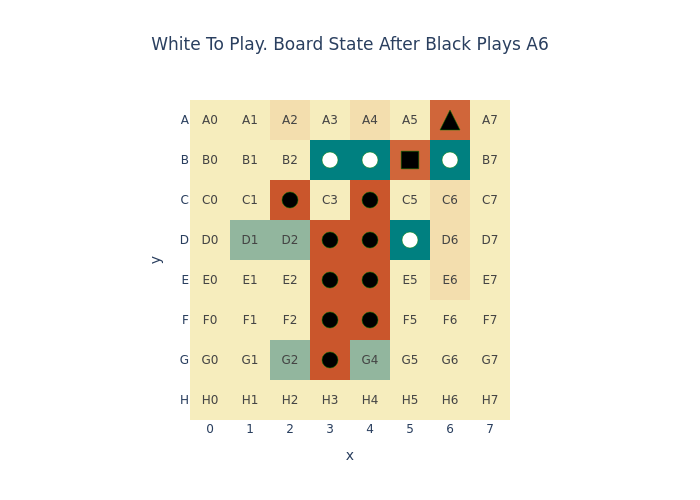 White To Play. Board State After Black Plays A6
A A0 A1 A2 A3 A4 A5 A7
B B0 B1 B2 B7
C C0 C1 C3 C5 C6 C7
D D0 D1 D2 D6 D7
y
E E0 E1 E2 E5 E6 E7
F F0 F1 F2 F5 F6 F7
G G0 G1 G2 G4 G5 G6 G7
H H0 H1 H2 H3 H4 H5 H6 H7
0 1 2 3 4 5 6 7
x